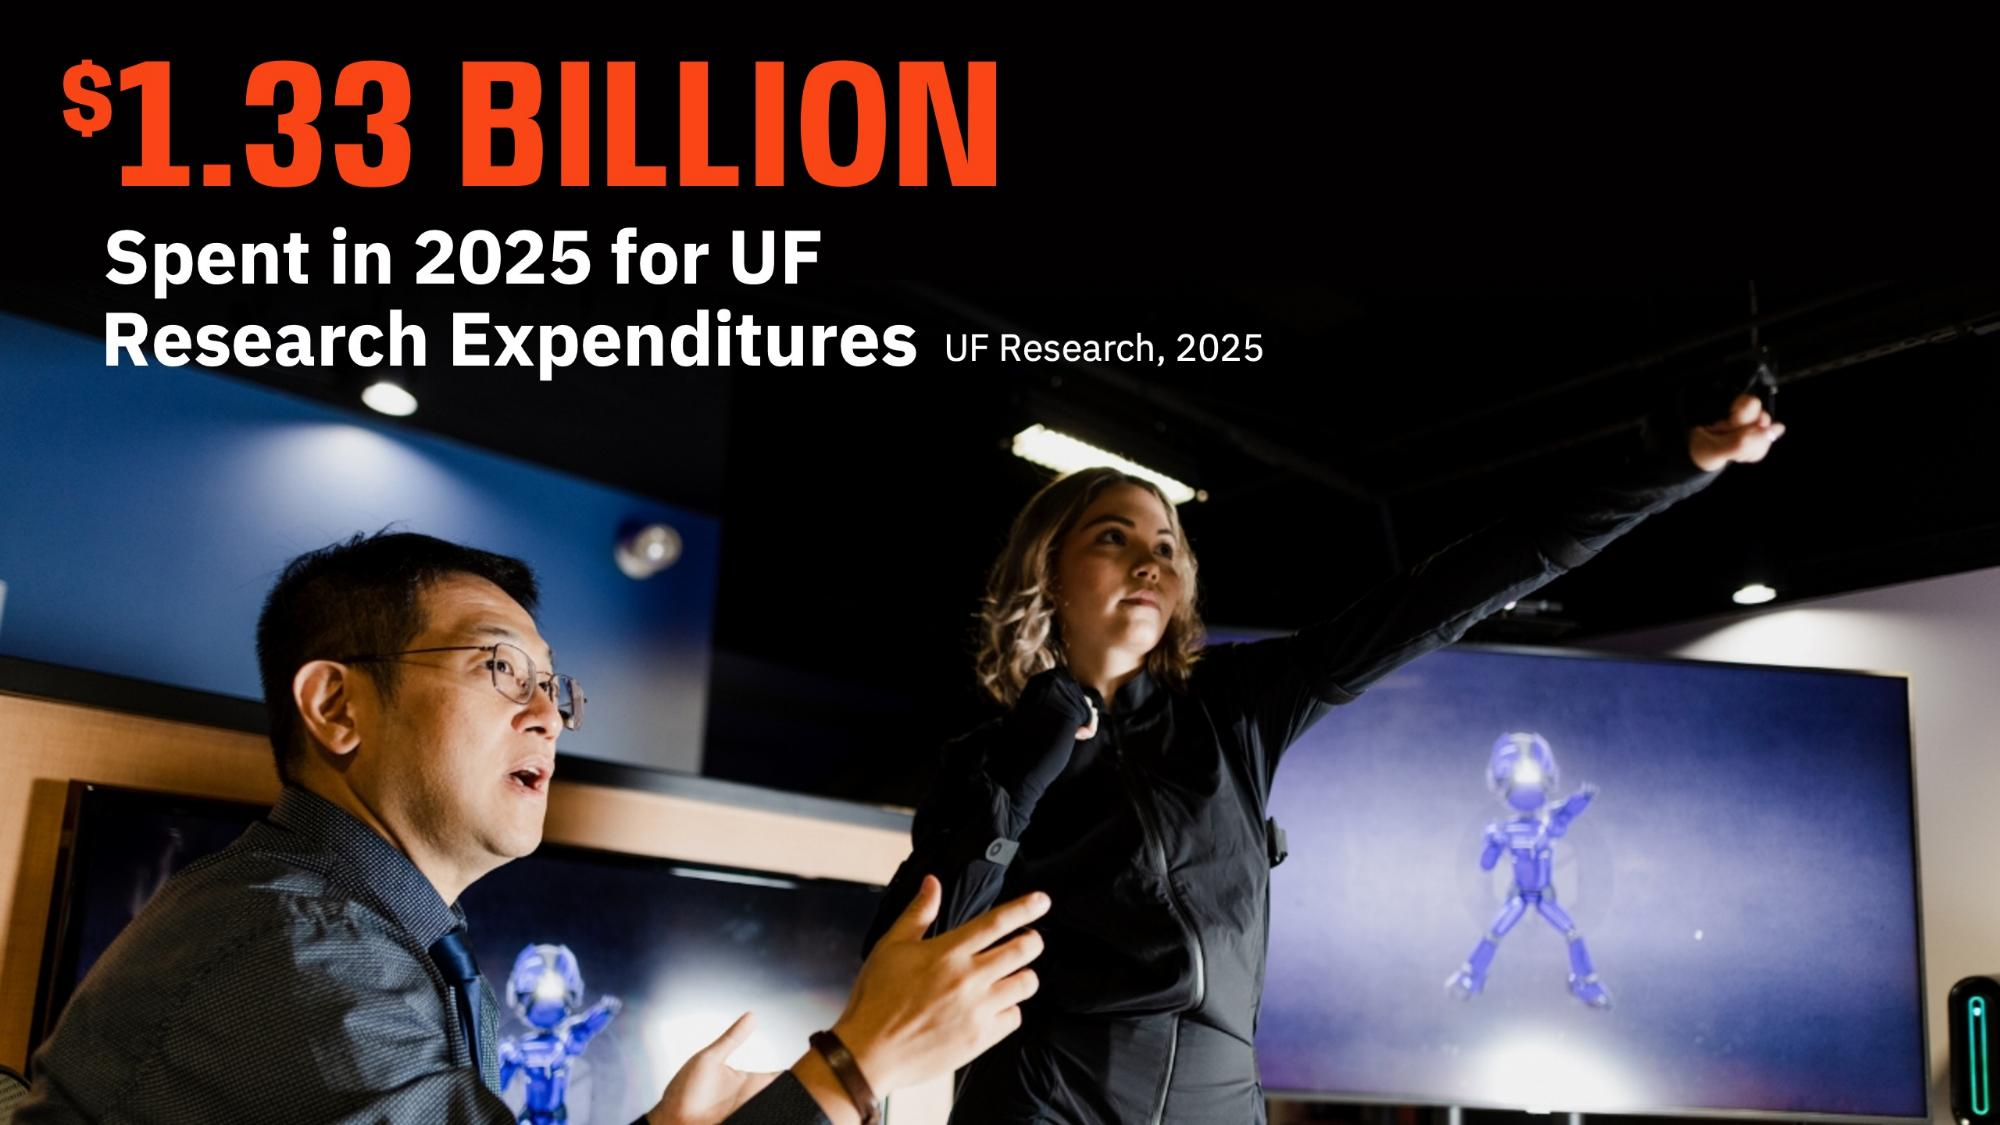 $1.33 BILLION
Spent in 2025 for UF
Research Expenditures UF Research, 2025